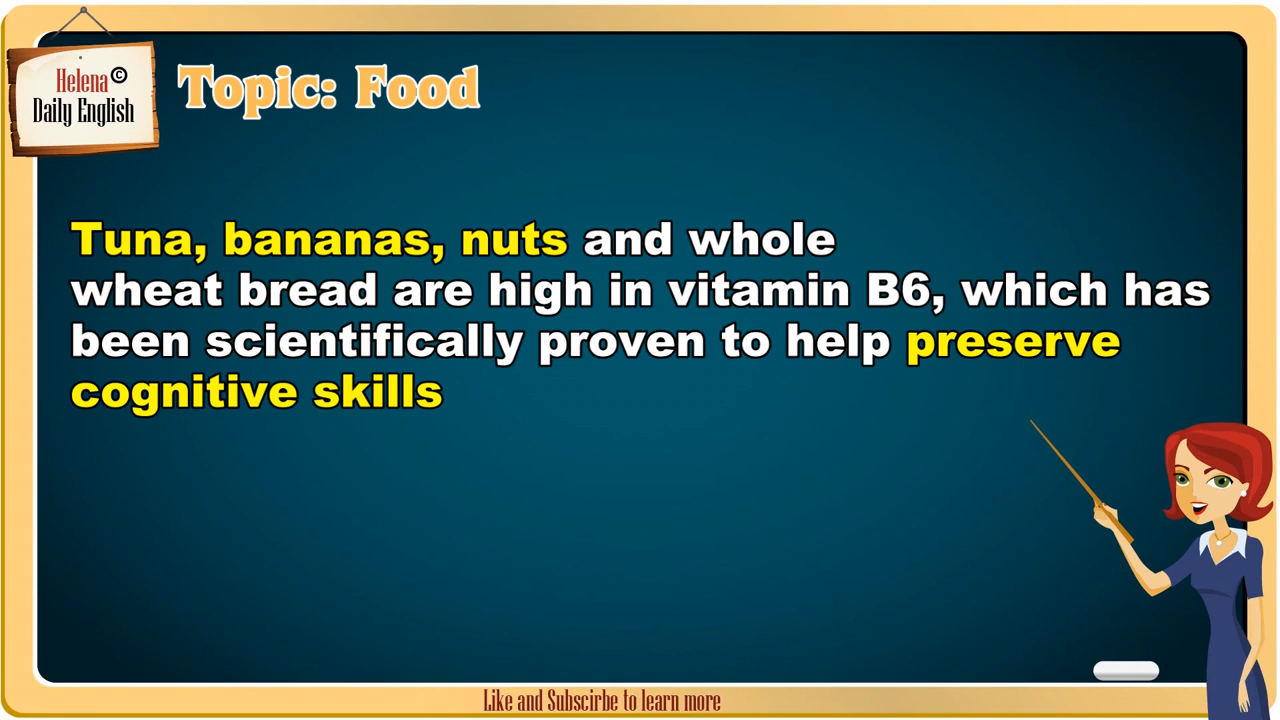 Helena©
Daily English
Topic: Food
Tuna, bananas, nuts and whole
wheat bread are high in vitamin B6, which has
been scientifically proven to help preserve
cognitive skills
Like and Subscirbe to learn more